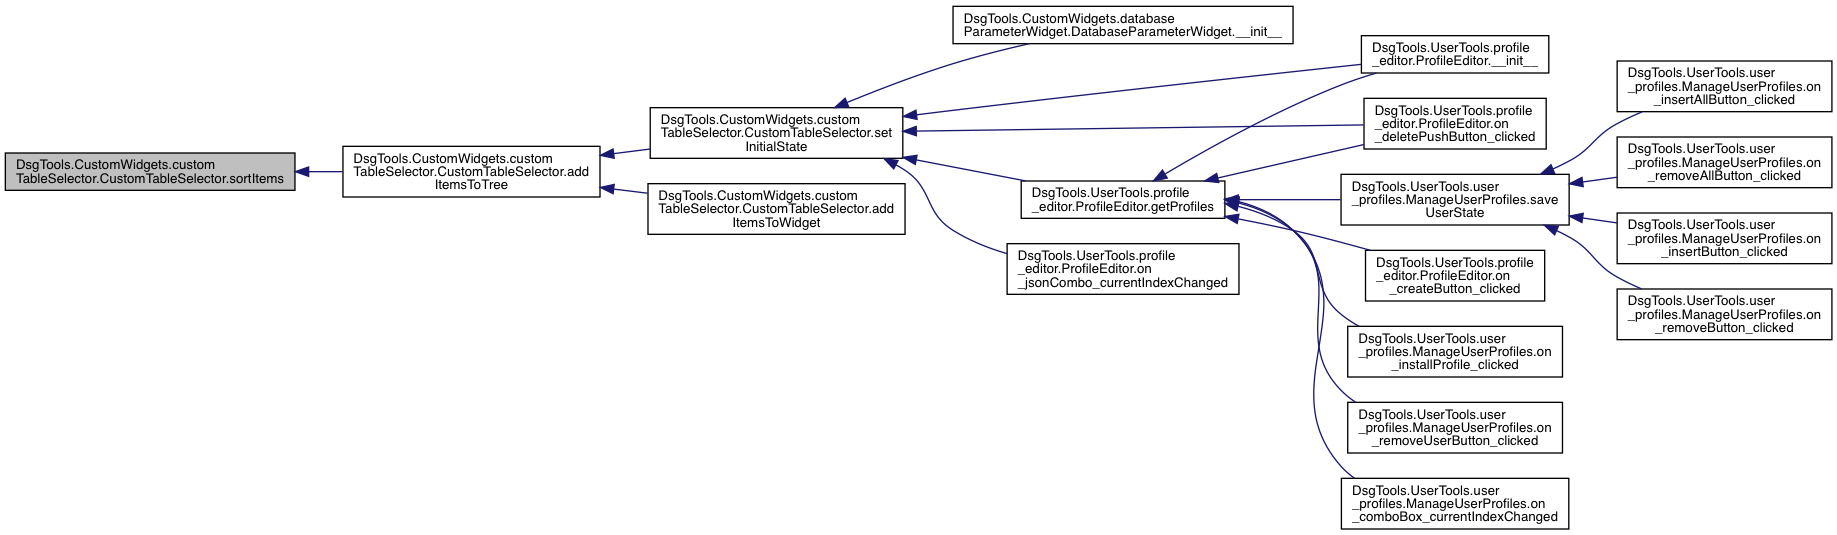 DsgTools.CustomWidgets.custom
TableSelector.CustomTableSelector.sortItems
DsgTools.CustomWidgets.custom
TableSelector.CustomTableSelector.add
ItemsToTree
DsgTools.CustomWidgets.custom
TableSelector.CustomTableSelector.set
InitialState
DsgTools.CustomWidgets.custom
TableSelector.CustomTableSelector.add
ItemsToWidget
DsgTools.CustomWidgets.database
ParameterWidget.DatabaseParameterWidget.__init__
DsgTools.UserTools.profile
_editor.ProfileEditor.getProfiles
DsgTools.UserTools.profile
_editor.ProfileEditor.on
_jsonCombo_currentIndexChanged
DsgTools.UserTools.profile
_editor.ProfileEditor.__init__
DsgTools.UserTools.profile
_editor.ProfileEditor.on
_deletePushButton_clicked
DsgTools.UserTools.user
_profiles.ManageUserProfiles.save
UserState
DsgTools.UserTools.profile
_editor.ProfileEditor.on
_createButton_clicked
DsgTools.UserTools.user
_profiles.ManageUserProfiles.on
_installProfile_clicked
DsgTools.UserTools.user
_profiles.ManageUserProfiles.on
_removeUserButton_clicked
DsgTools.UserTools.user
_profiles.ManageUserProfiles.on
_comboBox_currentIndexChanged
DsgTools.UserTools.user
_profiles.ManageUserProfiles.on
_insertAllButton_clicked
DsgTools.UserTools.user
_profiles.ManageUserProfiles.on
_removeAllButton_clicked
DsgTools.UserTools.user
_profiles.ManageUserProfiles.on
_insertButton_clicked
DsgTools.UserTools.user
_profiles.ManageUserProfiles.on
_removeButton_clicked